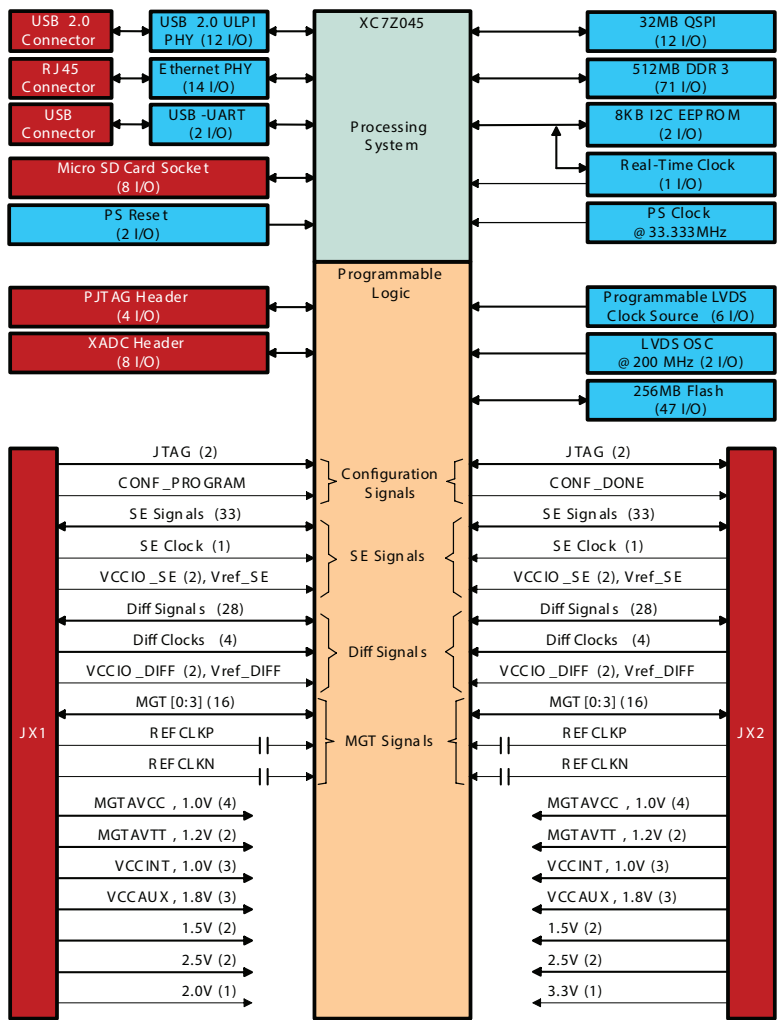 USB 2.0
Connector
USB 2.0 ULPI
PHY (12 I/O)
XC7Z045
32MB QSPI
(12 I/O)
RJ45
Connector
Ethernet PHY
(14 I/O)
512MB DDR 3
(71 I/O)
USB
Connector
USB -UART
(2 I/O)
Processing
System
8KB I2C EEPROM
(2 I/O)
Micro SD Card Socket
(8 I/O)
Real-Time Clock
(1 I/O)
PS Reset
(2 I/O)
PS Clock
@ 33.333MHz
Programmable
Logic
PJTAG Header
(4 I/O)
Programmable LVDS
Clock Source (6 I/O)
XADC Header
(8 I/O)
LVDS OSC
@ 200 MHz (2 I/O)
256MB Flash
(47 I/O)
JX1
JTAG (2)
CONF_PROGRAM
SE Signals (33)
SE Clock (1)
VCCIO_SE (2), Vref_SE
Diff Signals (28)
Diff Clocks (4)
VCCIO_DIFF (2), Vref_DIFF
MGT [0:3] (16)
REFCLKP
REFCLKN
MGTAVCC , 1.0V (4)
MGTAVTT , 1.2V (2)
VCCINT, 1.0V (3)
VCCAUX , 1.8V (3)
1.5V (2)
2.5V (2)
2.0V (1)
Configuration
Signals
SE Signals
Diff Signals
MGT Signals
JTAG (2)
CONF_DONE
SE Signals (33)
SE Clock (1)
VCCIO_SE (2), Vref_SE
Diff Signals (28)
Diff Clocks (4)
VCCIO_DIFF (2), Vref_DIFF
MGT [0:3] (16)
REFCLKP
REFCLKN
MGTAVCC , 1.0V (4)
MGTAVTT , 1.2V (2)
VCCINT , 1.0V (3)
VCCAUX , 1.8V (3)
1.5V (2)
2.5V (2)
3.3V (1)
JX2